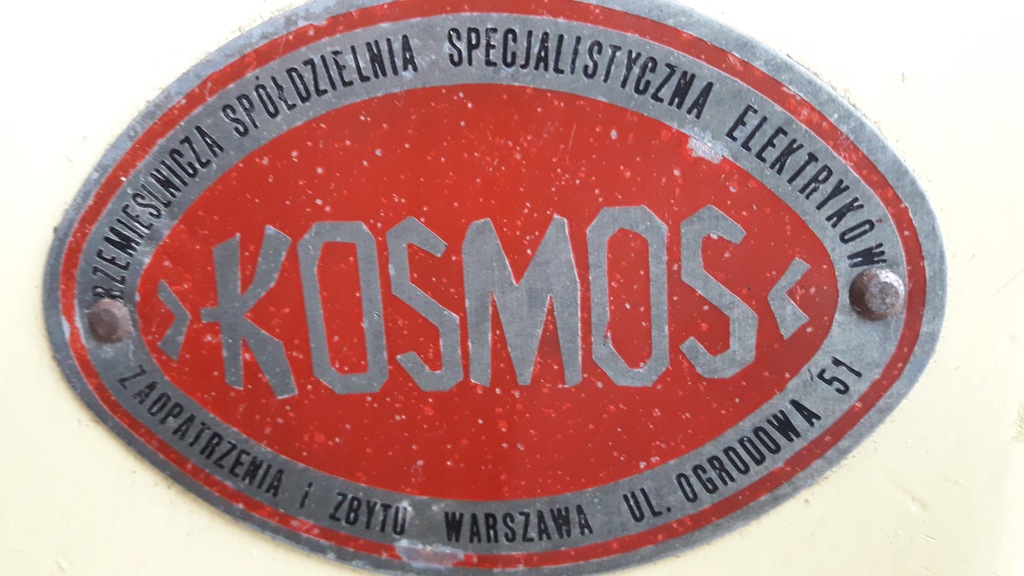 RZEMIEŚLNICZA SPÓŁDZIELNIA SPECJALISTYCZNA ELEKTRYKÓW
›KOSMOS‹
ZAOPATRZENIA i ZBYTU WARSZAWA UL. OGRODOWA 51